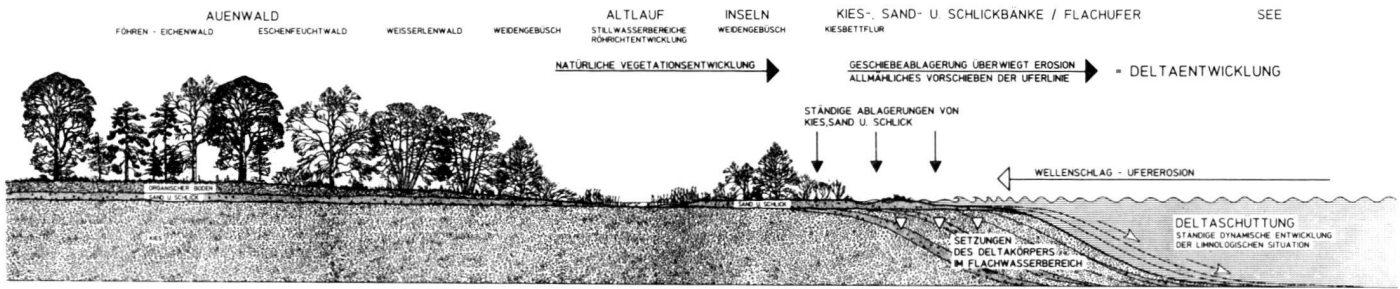 AUENWALD
ALTLAUF
INSELN
KIES-, SAND- U. SCHLICKBÄNKE / FLACHUFER
SEE
FÖHREN - EICHENWALD
ESCHENFEUCHTWALD
WEISSERLENWALD
WEIDENGEBÜSCH
STILLWASSERBEREICHE
RÖHRICHTENTWICKLUNG
WEIDENGEBÜSCH
KIESBETTFLUR
NATÜRLICHE VEGETATIONSENTWICKLUNG
GESCHIEBEABLAGERUNG ÜBERWIEGT EROSION
ALLMÄHLICHES VORSCHIEBEN DER UFERLINIE
= DELTAENTWICKLUNG
STÄNDIGE ABLAGERUNGEN VON
KIES,SAND U. SCHLICK
WELLENSCHLAG - UFEREROSION
ORGANISCHER BODEN
SAND U. SCHLICK
SAND U. SCHLICK
KIES
SETZUNGEN
DES DELTAKÖRPERS
IM FLACHWASSERBEREICH
DELTASCHÜTTUNG
STÄNDIGE DYNAMISCHE ENTWICKLUNG
DER LIMNOLOGISCHEN SITUATION